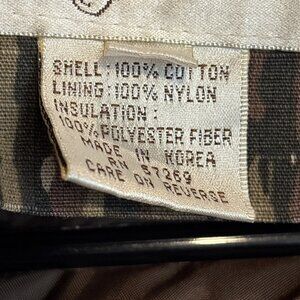 SHELL: 100% COTTON
LINING: 100% NYLON
INSULATION:
100% POLYESTER FIBER
MADE IN KOREA
RN 57269
CARE ON REVERSE